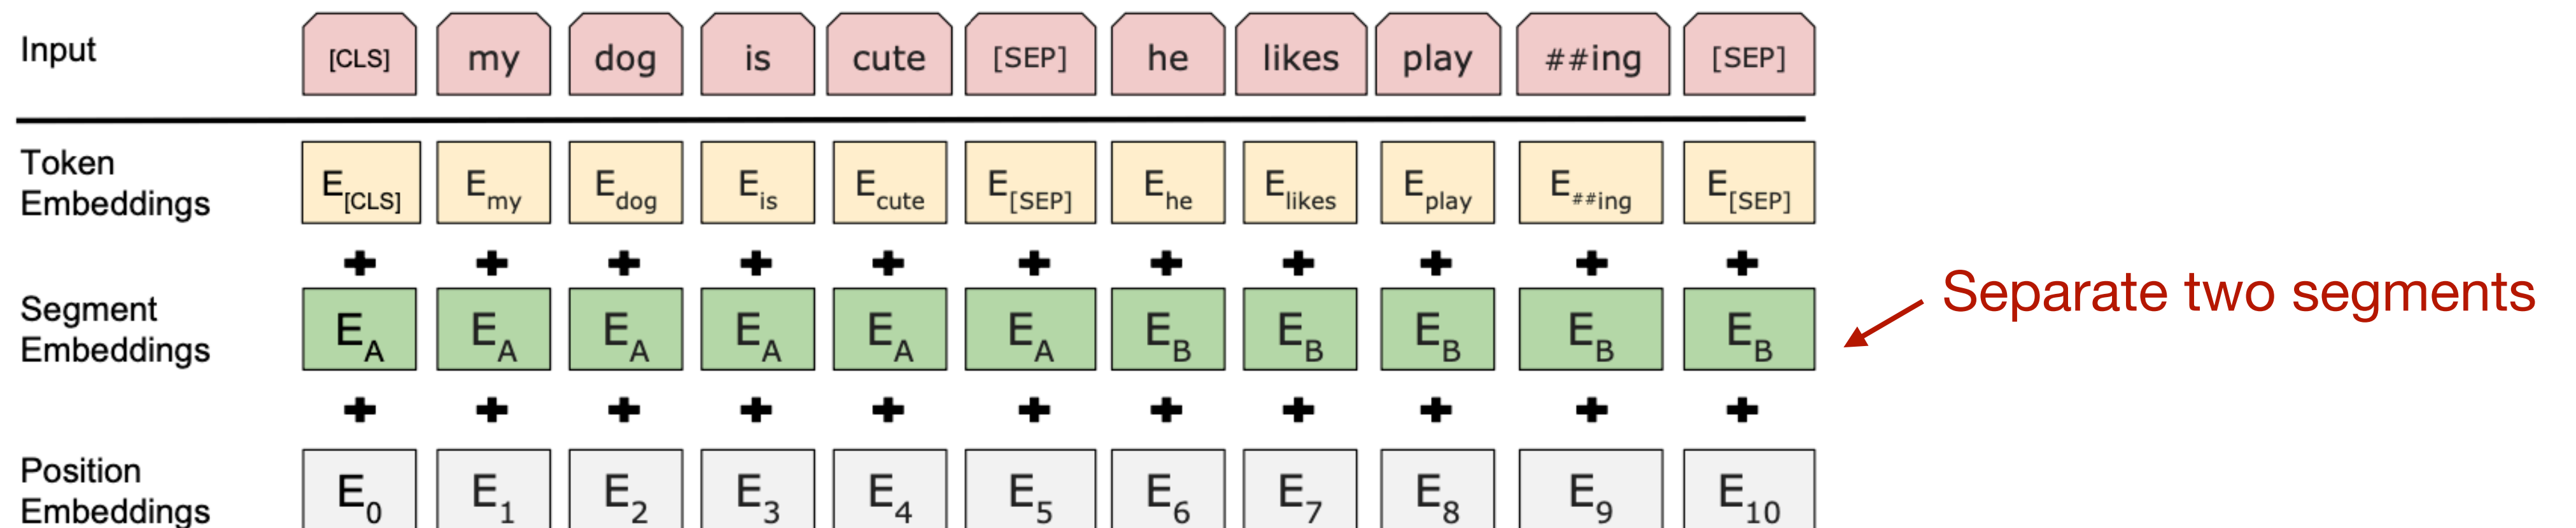 Input [CLS] my dog is cute [SEP] he likes play ##ing [SEP]
Token
Embeddings E[CLS] Emy Edog Eis Ecute E[SEP] Ehe Elikes Eplay E##ing E[SEP]
+ + + + + + + + + + +
Segment
Embeddings EA EA EA EA EA EA EB EB EB EB EB
Separate two segments
+ + + + + + + + + + +
Position
Embeddings E0 E1 E2 E3 E4 E5 E6 E7 E8 E9 E10